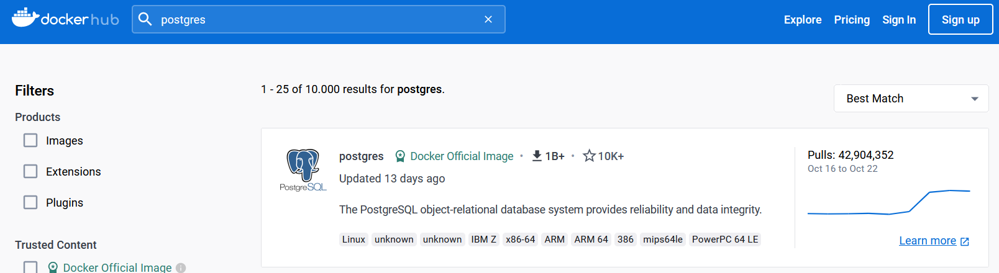 docker hub
postgres
Explore
Pricing
Sign In
Sign up
Filters
Products
Images
Extensions
Plugins
Trusted Content
Docker Official Image
1 - 25 of 10.000 results for postgres.
Best Match
PostgreSQL
postgres Docker Official Image • 1B+ • 10K+
Updated 13 days ago
The PostgreSQL object-relational database system provides reliability and data integrity.
Linux unknown unknown IBM Z x86-64 ARM ARM 64 386 mips64le PowerPC 64 LE
Pulls: 42,904,352
Oct 16 to Oct 22
Learn more